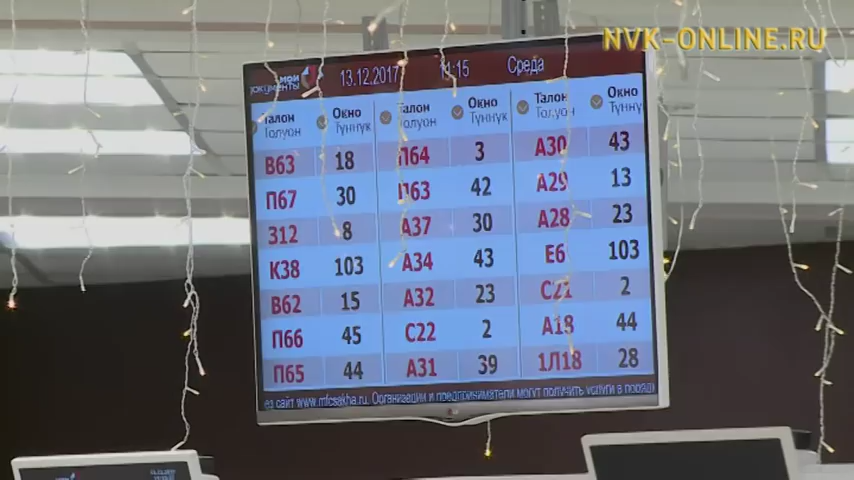 NVK-ONLINE.RU
мои документы 13.12.2017 11:15 Среда
Талон Окно Талон Окно Талон Окно
Толуон Түннүк Толуон Түннүк Толуон Түннүк
В63 18 П64 3 А30 43
П67 30 П63 42 А29 13
З12 8 А37 30 А28 23
К38 103 А34 43 Е6 103
В62 15 А32 23 С21 2
П66 45 С22 2 А18 44
П65 44 А31 39 1Л18 28
ез сайт www.mfcsakha.ru. Организации и предприниматели могут получить услуги в подразд